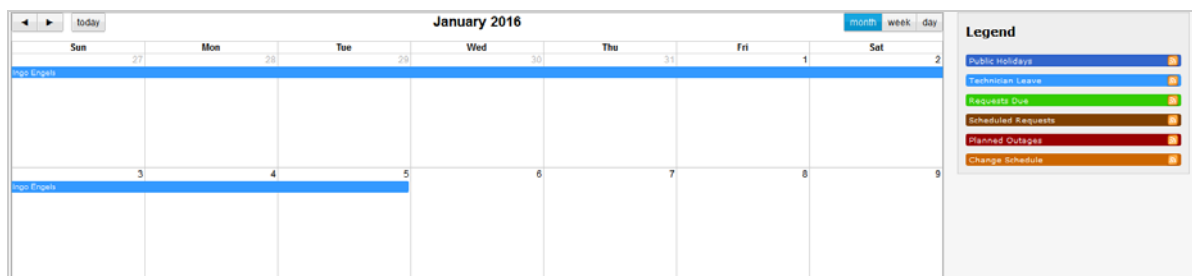 today
January 2016
month week day
Sun Mon Tue Wed Thu Fri Sat
27 28 29 30 31 1 2
Ingo Engels
3 4 5 6 7 8 9
Ingo Engels
Legend
Public Holidays
Technician Leave
Requests Due
Scheduled Requests
Planned Outages
Change Schedule